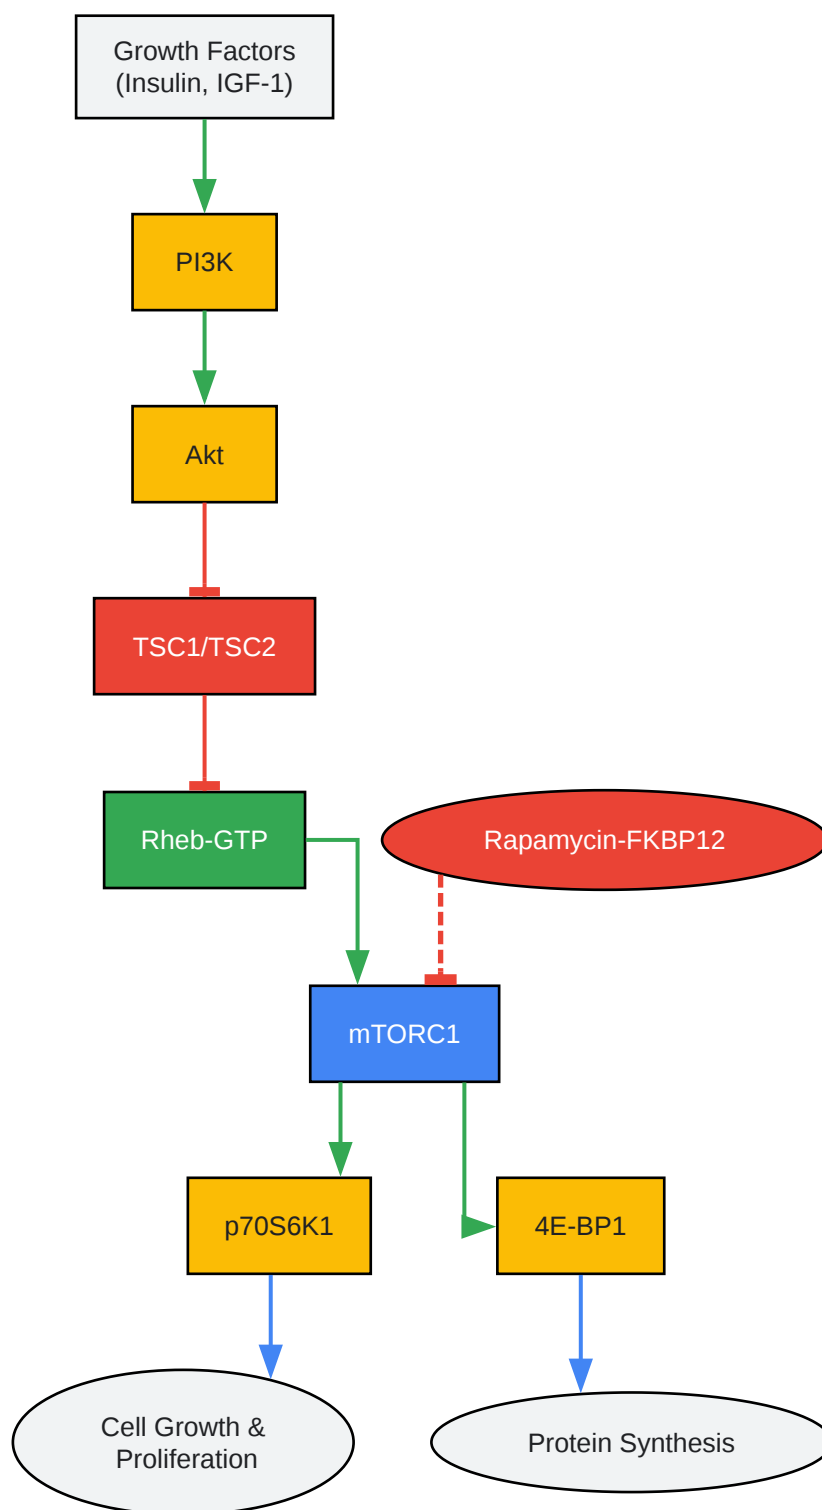 Growth Factors
(Insulin, IGF-1)
PI3K
Akt
TSC1/TSC2
Rheb-GTP
Rapamycin-FKBP12
mTORC1
p70S6K1
4E-BP1
Cell Growth &
Proliferation
Protein Synthesis